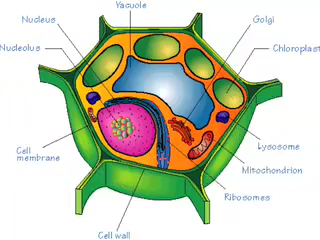 Vacuole
Nucleus
Golgi
Nucleolus
Chloroplast
Lysosome
Cell
membrane
Mitochondrion
Ribosomes
Cell wall